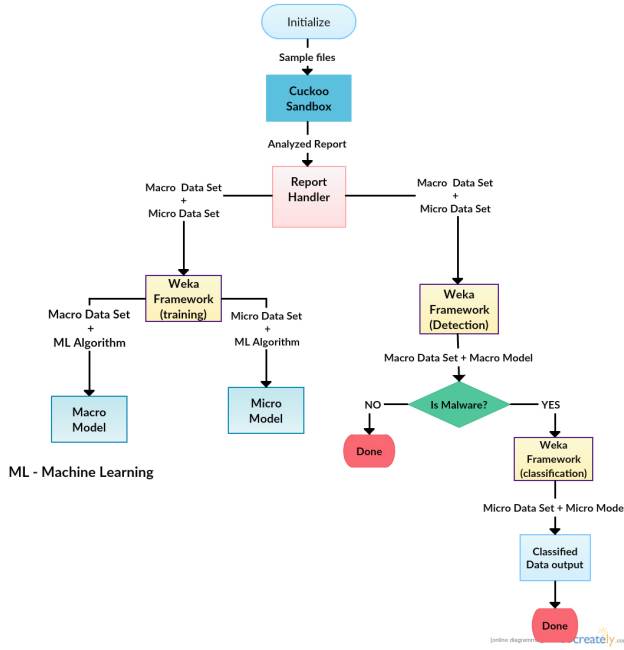 Initialize
Sample files
Cuckoo
Sandbox
Analyzed Report
Report
Handler
Macro Data Set
+
Micro Data Set
Macro Data Set
+
Micro Data Set
Weka
Framework
(training)
Macro Data Set
+
ML Algorithm
Micro Data Set
+
ML Algorithm
Macro
Model
Micro
Model
ML - Machine Learning
Weka
Framework
(Detection)
Macro Data Set + Macro Model
Is Malware?
NO
YES
Done
Weka
Framework
(classification)
Micro Data Set + Micro Mode
Classified
Data output
Done
[online diagramm
creately.com